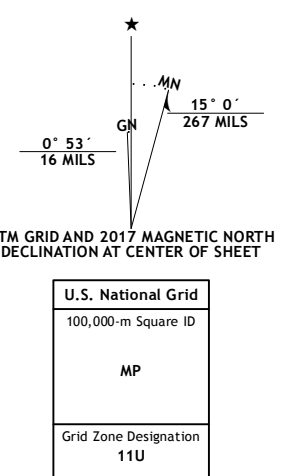 MN
GN
15° 0´
267 MILS
0° 53´
16 MILS
TM GRID AND 2017 MAGNETIC NORTH
DECLINATION AT CENTER OF SHEET
U.S. National Grid
100,000-m Square ID
MP
Grid Zone Designation
11U